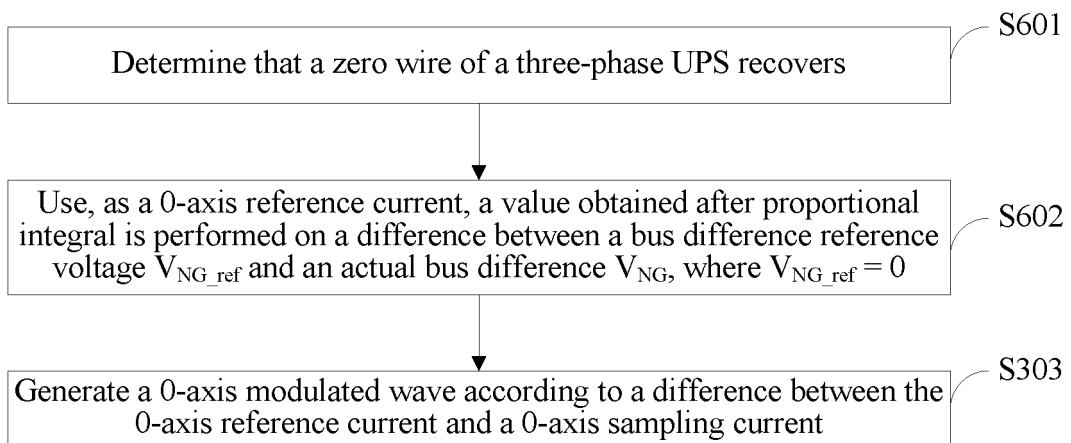 S601
Determine that a zero wire of a three-phase UPS recovers
S602
Use, as a 0-axis reference current, a value obtained after proportional
integral is performed on a difference between a bus difference reference
voltage V_NG_ref and an actual bus difference V_NG, where V_NG_ref = 0
S303
Generate a 0-axis modulated wave according to a difference between the
0-axis reference current and a 0-axis sampling current